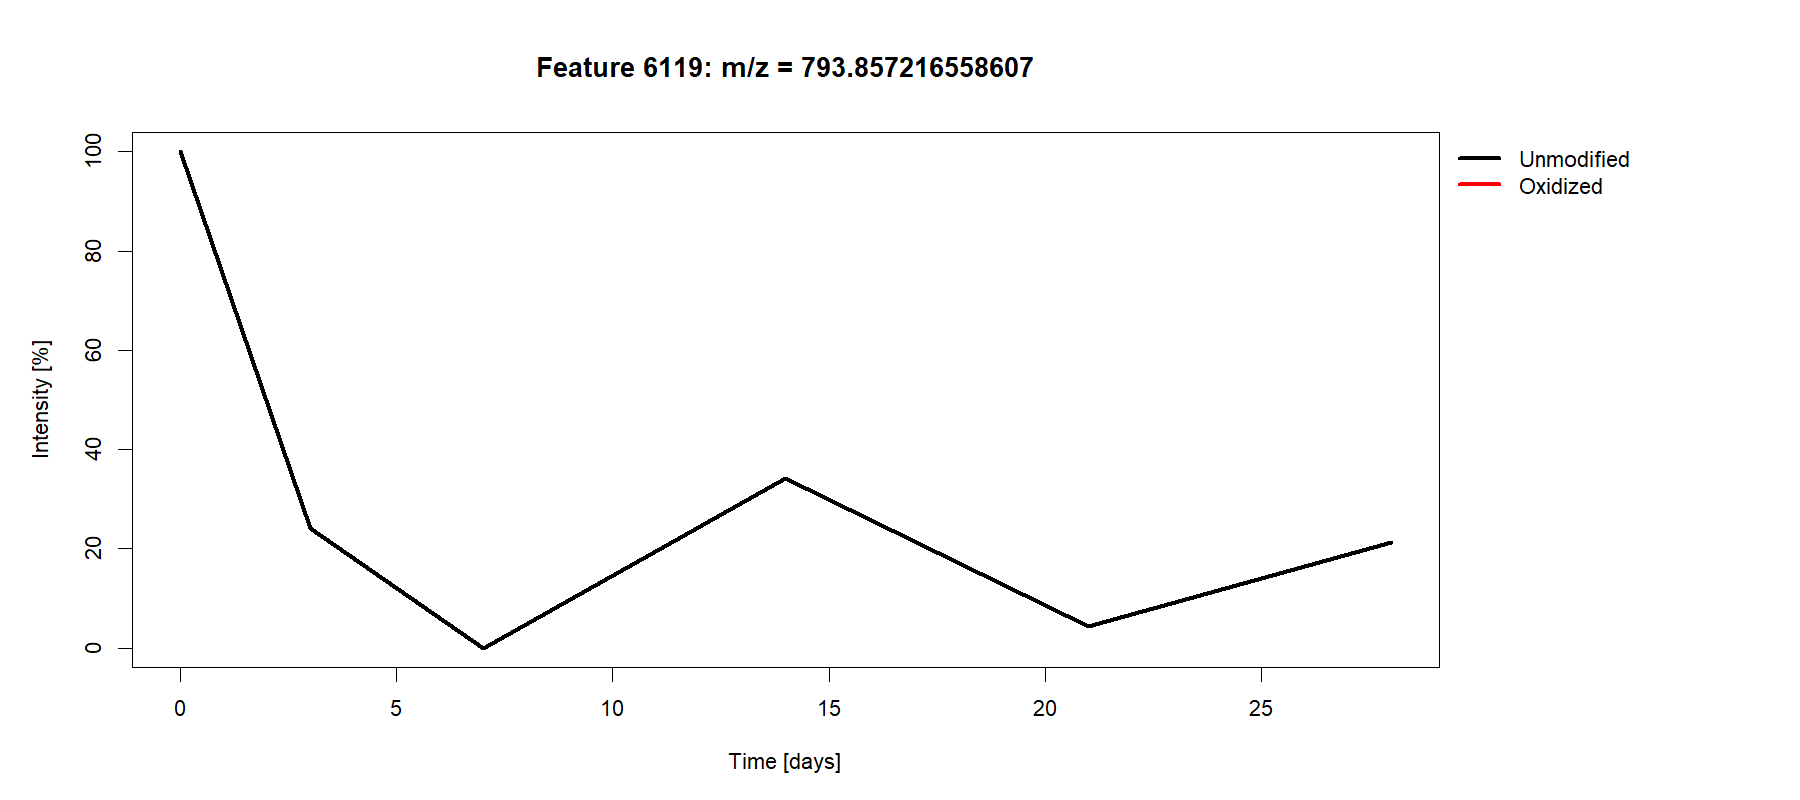 Feature 6119: m/z = 793.857216558607
Unmodified
Oxidized
Intensity [%]
100
80
60
40
20
0
0 5 10 15 20 25
Time [days]